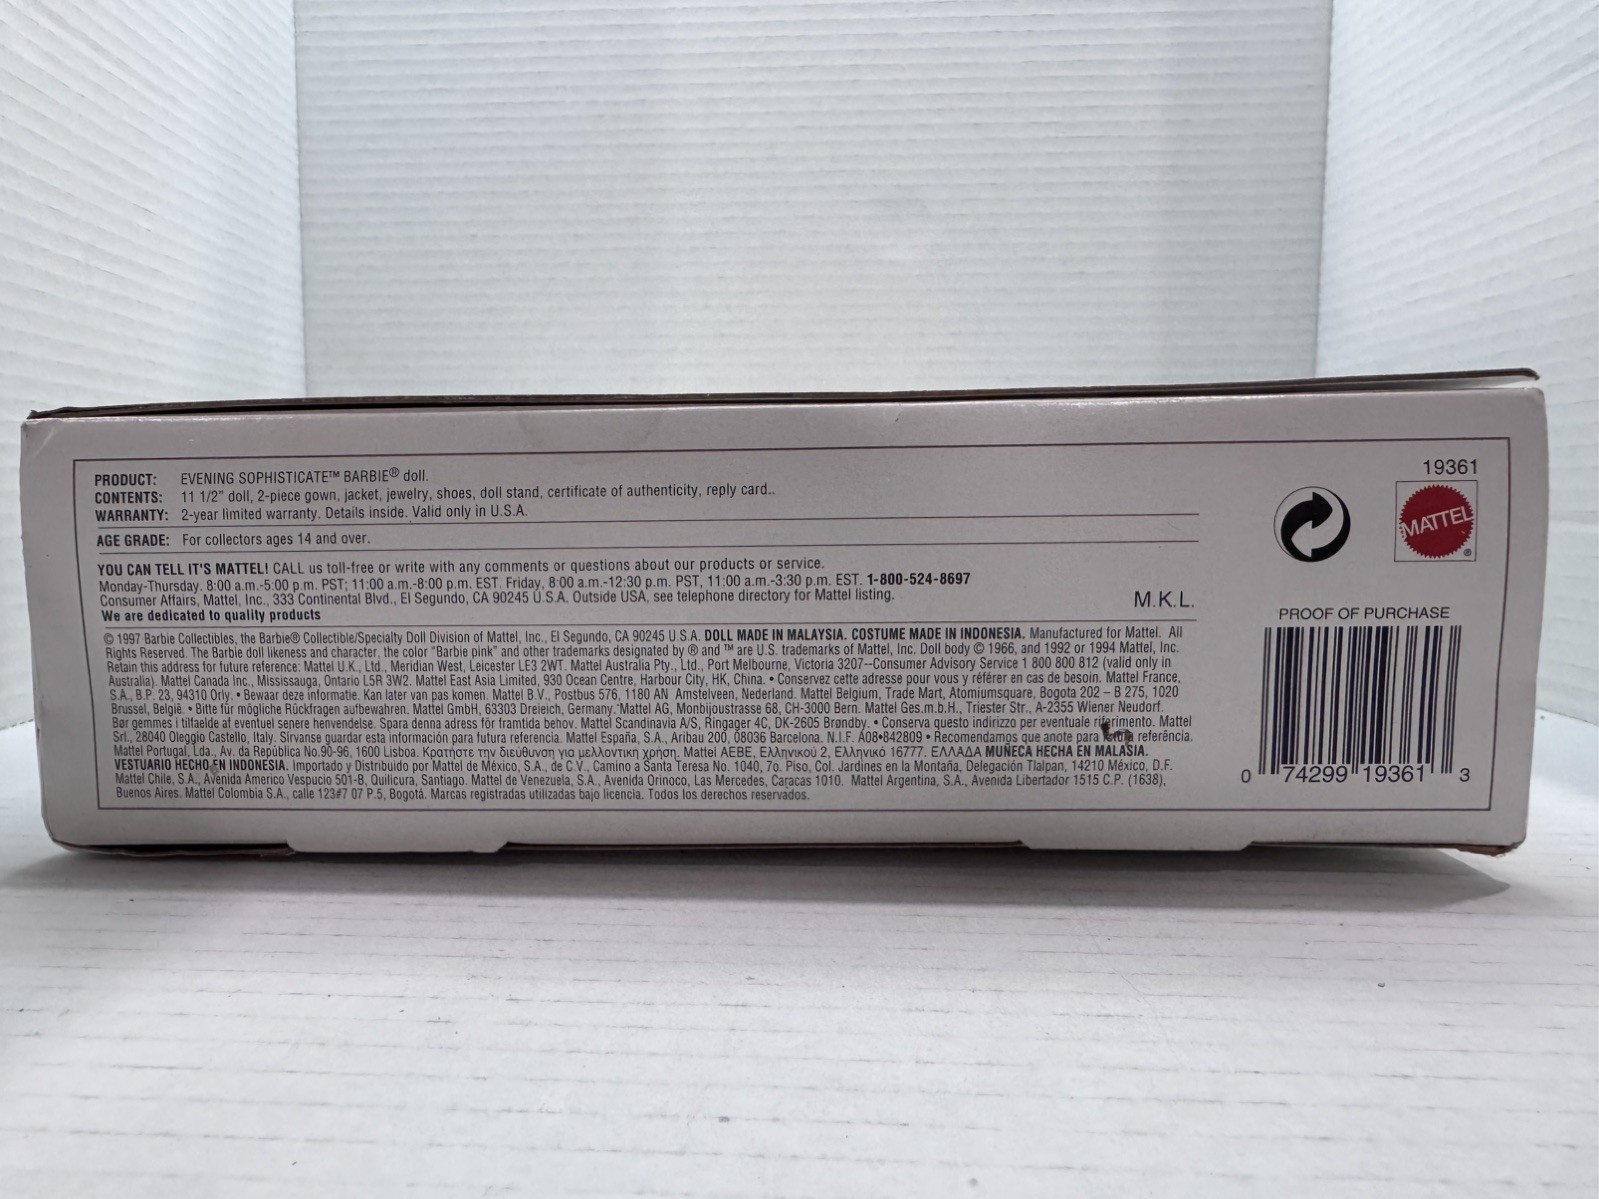 PRODUCT: EVENING SOPHISTICATE™ BARBIE® doll.
CONTENTS: 11 1/2" doll, 2-piece gown, jacket, jewelry, shoes, doll stand, certificate of authenticity, reply card..
WARRANTY: 2-year limited warranty. Details inside. Valid only in U.S.A.
AGE GRADE: For collectors ages 14 and over.
YOU CAN TELL IT'S MATTEL! CALL us toll-free or write with any comments or questions about our products or service.
Monday-Thursday. 8:00 a.m.-5:00 p.m. PST; 11:00 a.m.-8:00 p.m. EST. Friday, 8:00 a.m.-12:30 p.m. PST, 11:00 a.m.-3:30 p.m. EST. 1-800-524-8697
Consumer Affairs, Mattel, Inc., 333 Continental Blvd., El Segundo, CA 90245 U.S.A. Outside USA, see telephone directory for Mattel listing.
We are dedicated to quality products
M.K.L.
© 1997 Barbie Collectibles, the Barbie® Collectible/Specialty Doll Division of Mattel, Inc., El Segundo, CA 90245 U.S.A. DOLL MADE IN MALAYSIA. COSTUME MADE IN INDONESIA. Manufactured for Mattel. All
Rights Reserved. The Barbie doll likeness and character, the color "Barbie pink" and other trademarks designated by ® and ™ are U.S. trademarks of Mattel, Inc. Doll body © 1966, and 1992 or 1994 Mattel, Inc.
Retain this address for future reference: Mattel U.K., Ltd., Meridian West, Leicester LE3 2WT. Mattel Australia Pty., Ltd., Port Melbourne, Victoria 3207–Consumer Advisory Service 1 800 800 812 (valid only in
Australia). Mattel Canada Inc., Mississauga, Ontario L5R 3W2. Mattel East Asia Limited, 930 Ocean Centre, Harbour City, HK, China. • Conservez cette adresse pour vous y référer en cas de besoin. Mattel France,
S.A., B.P. 23, 94310 Orly. • Bewaar deze informatie. Kan later van pas komen. Mattel B.V., Postbus 576, 1180 AN Amstelveen, Nederland. Mattel Belgium, Trade Mart, Atomiumsquare, Bogota 202 – B 275, 1020
Brussel, België. • Bitte für mögliche Rückfragen aufbewahren. Mattel GmbH, 63303 Dreieich, Germany. Mattel AG, Monbijoustrasse 68, CH-3000 Bern. Mattel Ges.m.b.H., Triester Str., A-2355 Wiener Neudorf.
Bør gemmes i tilfaelde af eventuel senere henvendelse. Spara denna adress för framtida behov. Mattel Scandinavia A/S, Ringager 4C, DK-2605 Brøndby. • Conserva questo indirizzo per eventuale riferimento. Mattel
Srl., 28040 Oleggio Castello, Italy. Sirvanse guardar esta información para futura referencia. Mattel España, S.A., Aribau 200, 08036 Barcelona. N.I.F. A08•842809 • Recomendamos que anote para referência.
Mattel Portugal, Lda., Av. da República No.90-96, 1600 Lisboa. Κρατήστε την διεύθυνση για μελλοντική χρήση. Mattel AEBE, Ελληνικού 2, Ελληνικό 16777. ΕΛΛΑΔΑ MUÑECA HECHA EN MALASIA.
VESTUARIO HECHO EN INDONESIA. Importado y Distribuido por Mattel de México, S.A., de C.V., Camino a Santa Teresa No. 1040, 7o. Piso, Col. Jardines en la Montaña, Delegación Tlalpan, 14210 México, D.F.
Mattel Chile, S.A., Avenida Americo Vespucio 501-B, Quilicura, Santiago. Mattel de Venezuela, S.A., Avenida Orinoco, Las Mercedes, Caracas 1010. Mattel Argentina, S.A., Avenida Libertador 1515 C.P. (1638),
Buenos Aires. Mattel Colombia S.A., calle 123#7 07 P.5, Bogotá. Marcas registradas utilizadas bajo licencia. Todos los derechos reservados.
19361
MATTEL®
PROOF OF PURCHASE
0 74299 19361 3